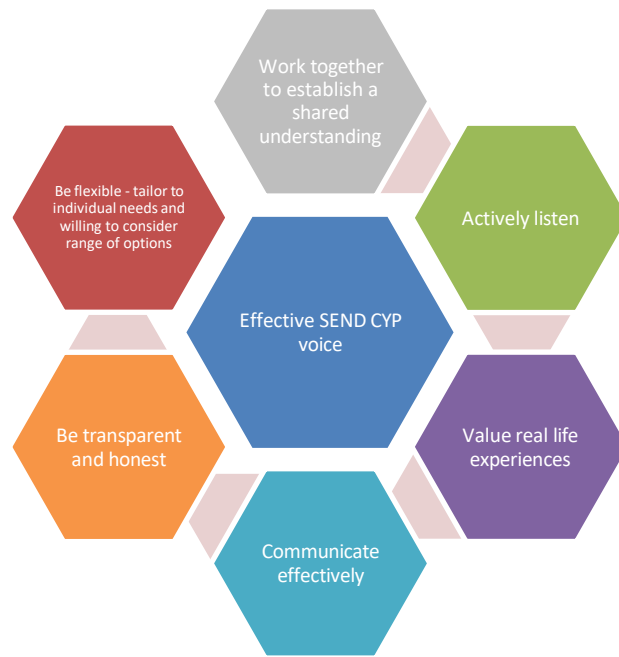 Work together
to establish a
shared
understanding
Be flexible - tailor to
individual needs and
willing to consider
range of options
Actively listen
Effective SEND CYP
voice
Be transparent
and honest
Value real life
experiences
Communicate
effectively